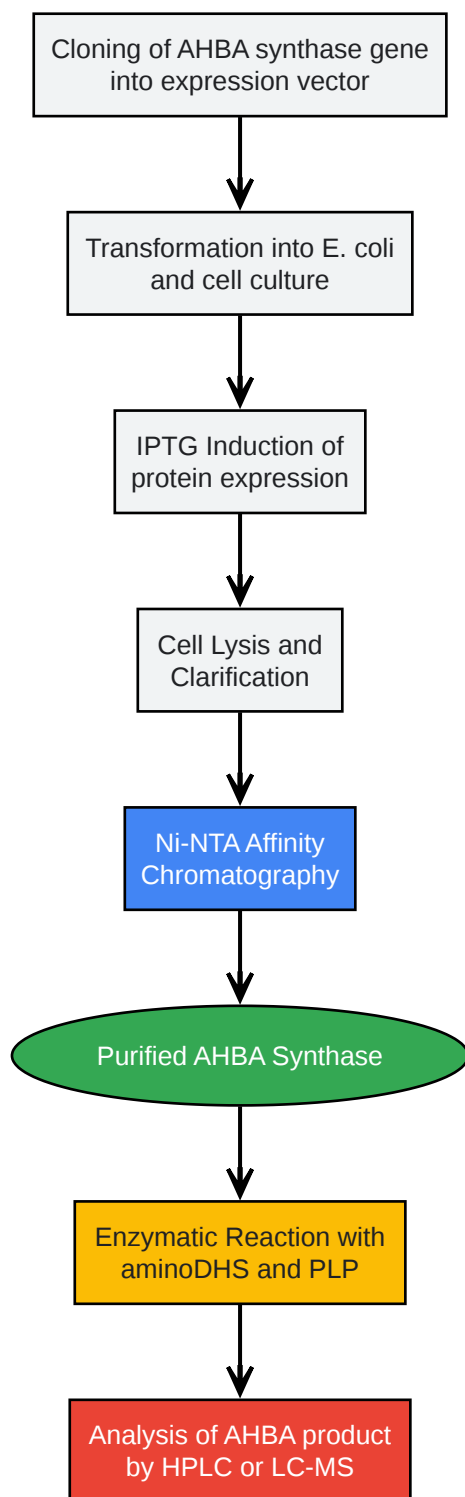 Cloning of AHBA synthase gene
into expression vector
Transformation into E. coli
and cell culture
IPTG Induction of
protein expression
Cell Lysis and
Clarification
Ni-NTA Affinity
Chromatography
Purified AHBA Synthase
Enzymatic Reaction with
aminoDHS and PLP
Analysis of AHBA product
by HPLC or LC-MS